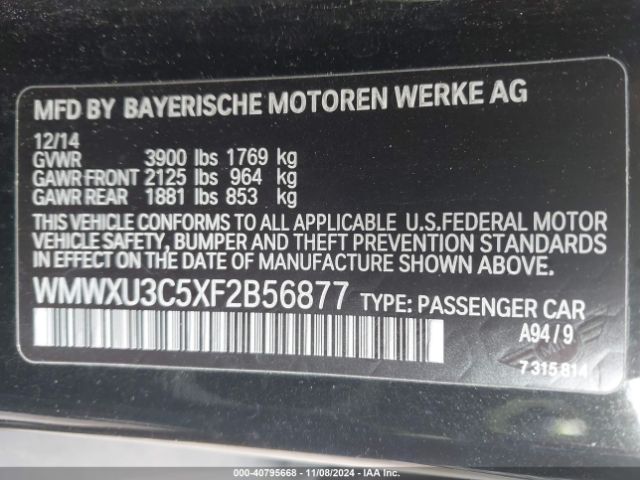 MFD BY BAYERISCHE MOTOREN WERKE AG
12/14
GVWR 3900 lbs 1769 kg
GAWR FRONT 2125 lbs 964 kg
GAWR REAR 1881 lbs 853 kg
THIS VEHICLE CONFORMS TO ALL APPLICABLE U.S.FEDERAL MOTOR
VEHICLE SAFETY, BUMPER AND THEFT PREVENTION STANDARDS
IN EFFECT ON THE DATE OF MANUFACTURE SHOWN ABOVE.
WMWXU3C5XF2B56877 TYPE: PASSENGER CAR
A94/9
7 315 814
000-40795668 | 11/08/2024 - IAAI.com